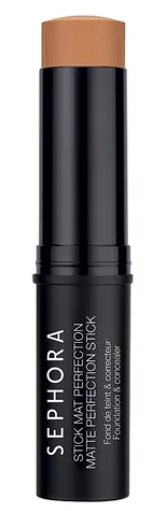 SEPHORA
STICK MAT PERFECTION
MATTE PERFECTION STICK
Fond de teint & correcteur
Foundation & concealer